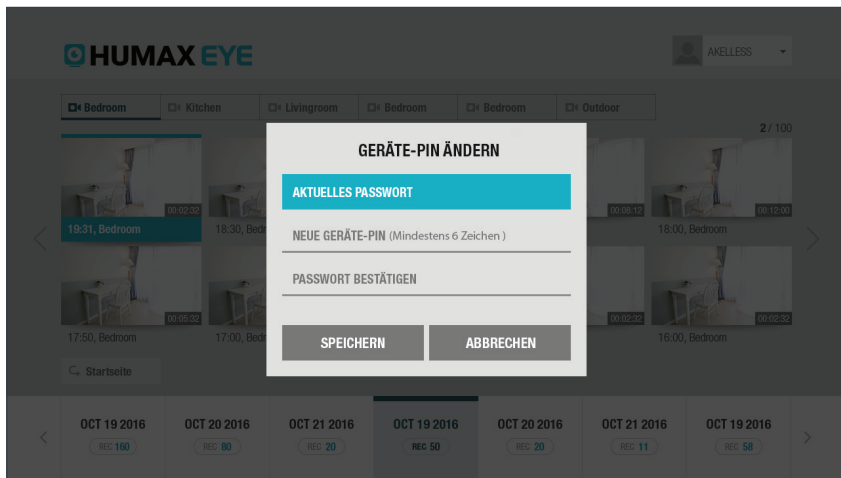 HUMAX EYE
AKELLESS
Bedroom Kitchen Livingroom Bedroom Bedroom Outdoor
2 / 100
GERÄTE-PIN ÄNDERN
AKTUELLES PASSWORT
NEUE GERÄTE-PIN (Mindestens 6 Zeichen )
PASSWORT BESTÄTIGEN
SPEICHERN ABBRECHEN
00:02:32 00:08:12 00:12:00
19:31, Bedroom 18:30, Bedr 18:00, Bedroom
00:05:32 00:02:32 00:02:32
17:50, Bedroom 17:00, Bedr 16:00, Bedroom
Startseite
OCT 19 2016 OCT 20 2016 OCT 21 2016 OCT 19 2016 OCT 20 2016 OCT 21 2016 OCT 19 2016
REC 160 REC 80 REC 20 REC 50 REC 20 REC 11 REC 58